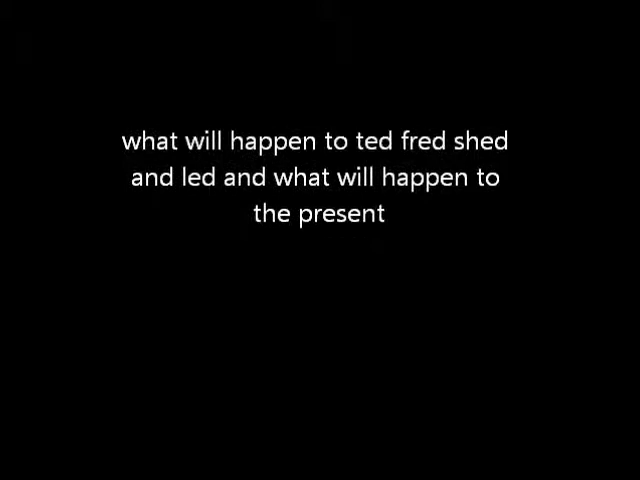 what will happen to ted fred shed
and led and what will happen to
the present